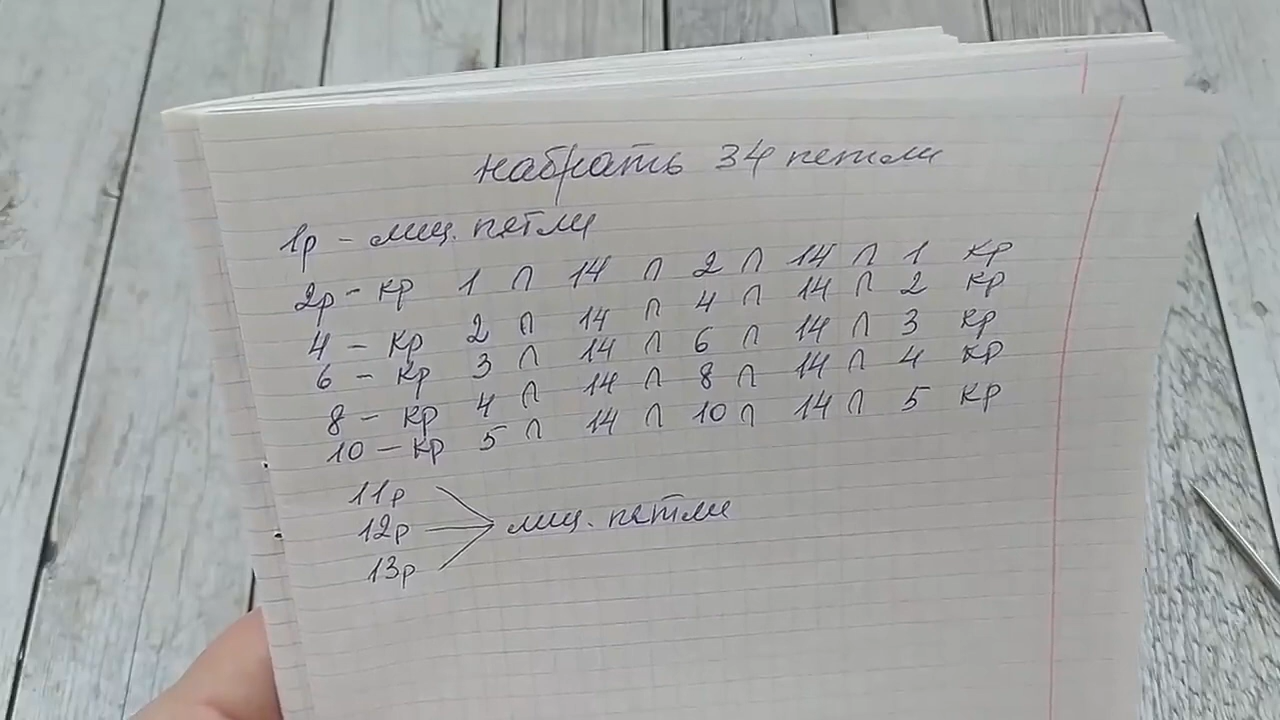 набрать 34 петли
1р - лиц. петли
2р - кр 1 Л 14 Л 2 Л 14 Л 1 кр
4 - кр 2 Л 14 Л 4 Л 14 Л 2 кр
6 - кр 3 Л 14 Л 6 Л 14 Л 3 кр
8 - кр 4 Л 14 Л 8 Л 14 Л 4 кр
10 - кр 5 Л 14 Л 10 Л 14 Л 5 кр
11р
12р лиц. петли
13р